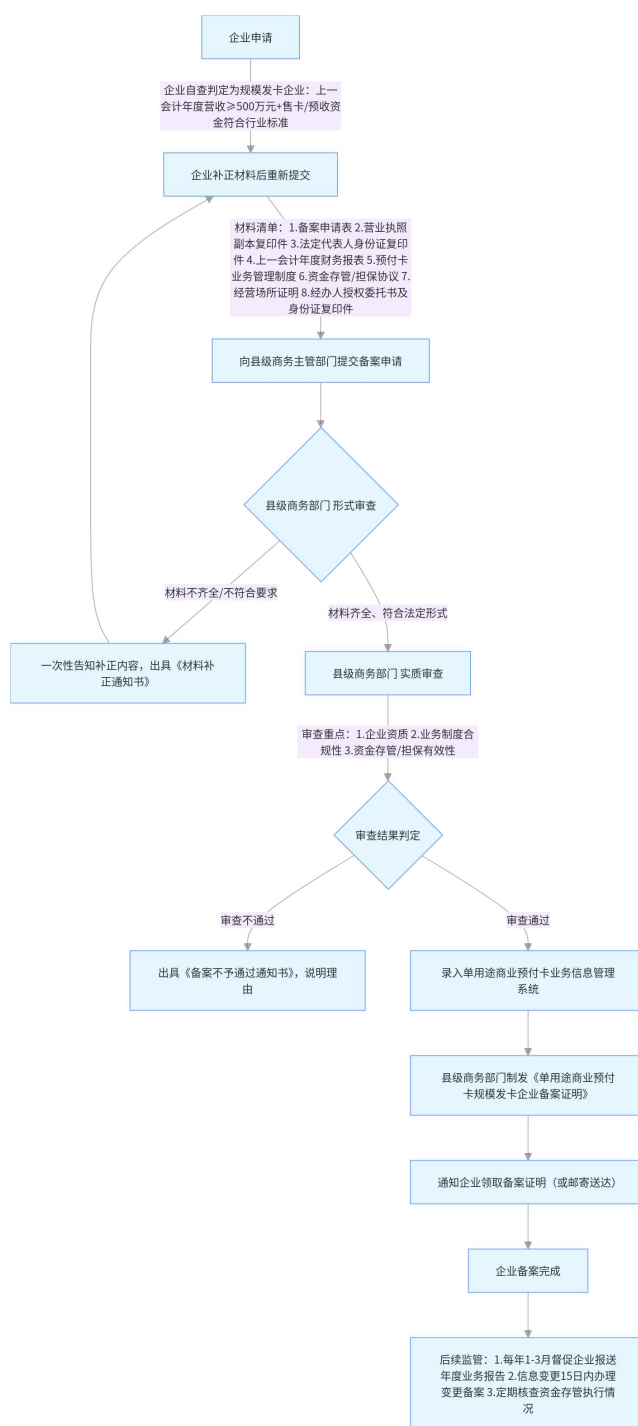 企业申请
企业自查判定为规模发卡企业：上一
会计年度营收≥500万元+售卡/预收资
金符合行业标准
企业补正材料后重新提交
材料清单：1.备案申请表 2.营业执照
副本复印件 3.法定代表人身份证复印
件 4.上一会计年度财务报表 5.预付卡
业务管理制度 6.资金存管/担保协议 7.
经营场所证明 8.经办人授权委托书及
身份证复印件
向县级商务主管部门提交备案申请
县级商务部门 形式审查
材料不齐全/不符合要求
材料齐全、符合法定形式
一次性告知补正内容，出具《材料补
正通知书》
县级商务部门 实质审查
审查重点：1.企业资质 2.业务制度合
规性 3.资金存管/担保有效性
审查结果判定
审查不通过
审查通过
出具《备案不予通过通知书》，说明理
由
录入单用途商业预付卡业务信息管理
系统
县级商务部门制发《单用途商业预付
卡规模发卡企业备案证明》
通知企业领取备案证明（或邮寄送达）
企业备案完成
后续监管：1.每年1-3月督促企业报送
年度业务报告 2.信息变更15日内办理
变更备案 3.定期核查资金存管执行情
况